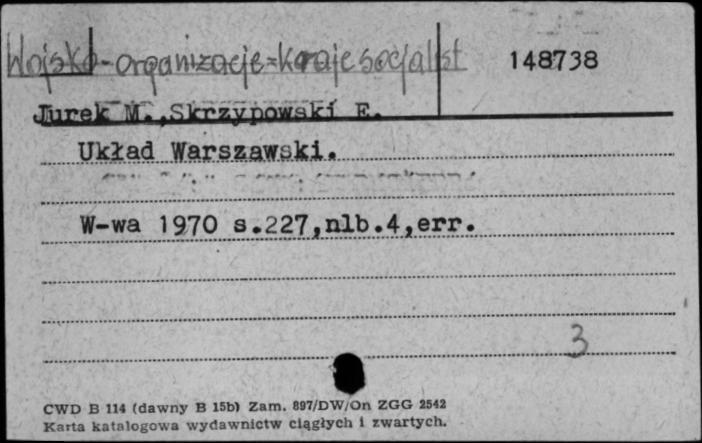 Wojsko-organizacje-kraje socjalist
148738
Jurek M.,Skrzypowski E.
Układ Warszawski.
W-wa 1970 s.227,nlb.4,err.
3
CWD B 114 (dawny B 15b) Zam. 897/DW/On ZGG 2542
Karta katalogowa wydawnictw ciągłych i zwartych.